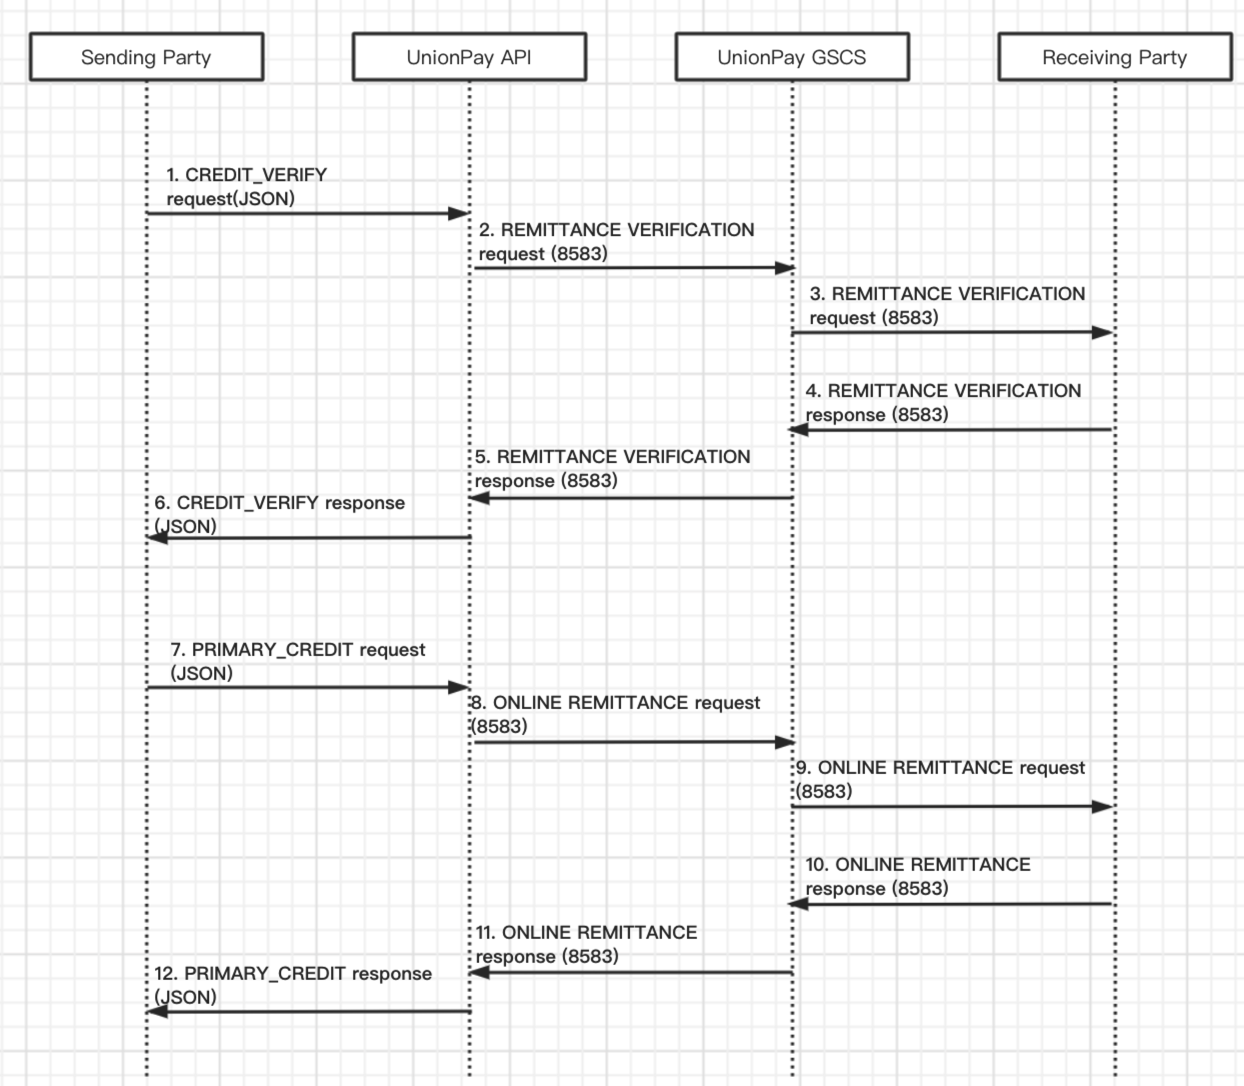 Sending Party
UnionPay API
UnionPay GSCS
Receiving Party
1. CREDIT_VERIFY
request(JSON)
2. REMITTANCE VERIFICATION
request (8583)
3. REMITTANCE VERIFICATION
request (8583)
4. REMITTANCE VERIFICATION
response (8583)
5. REMITTANCE VERIFICATION
response (8583)
6. CREDIT_VERIFY response
(JSON)
7. PRIMARY_CREDIT request
(JSON)
8. ONLINE REMITTANCE request
(8583)
9. ONLINE REMITTANCE request
(8583)
10. ONLINE REMITTANCE
response (8583)
11. ONLINE REMITTANCE
response (8583)
12. PRIMARY_CREDIT response
(JSON)